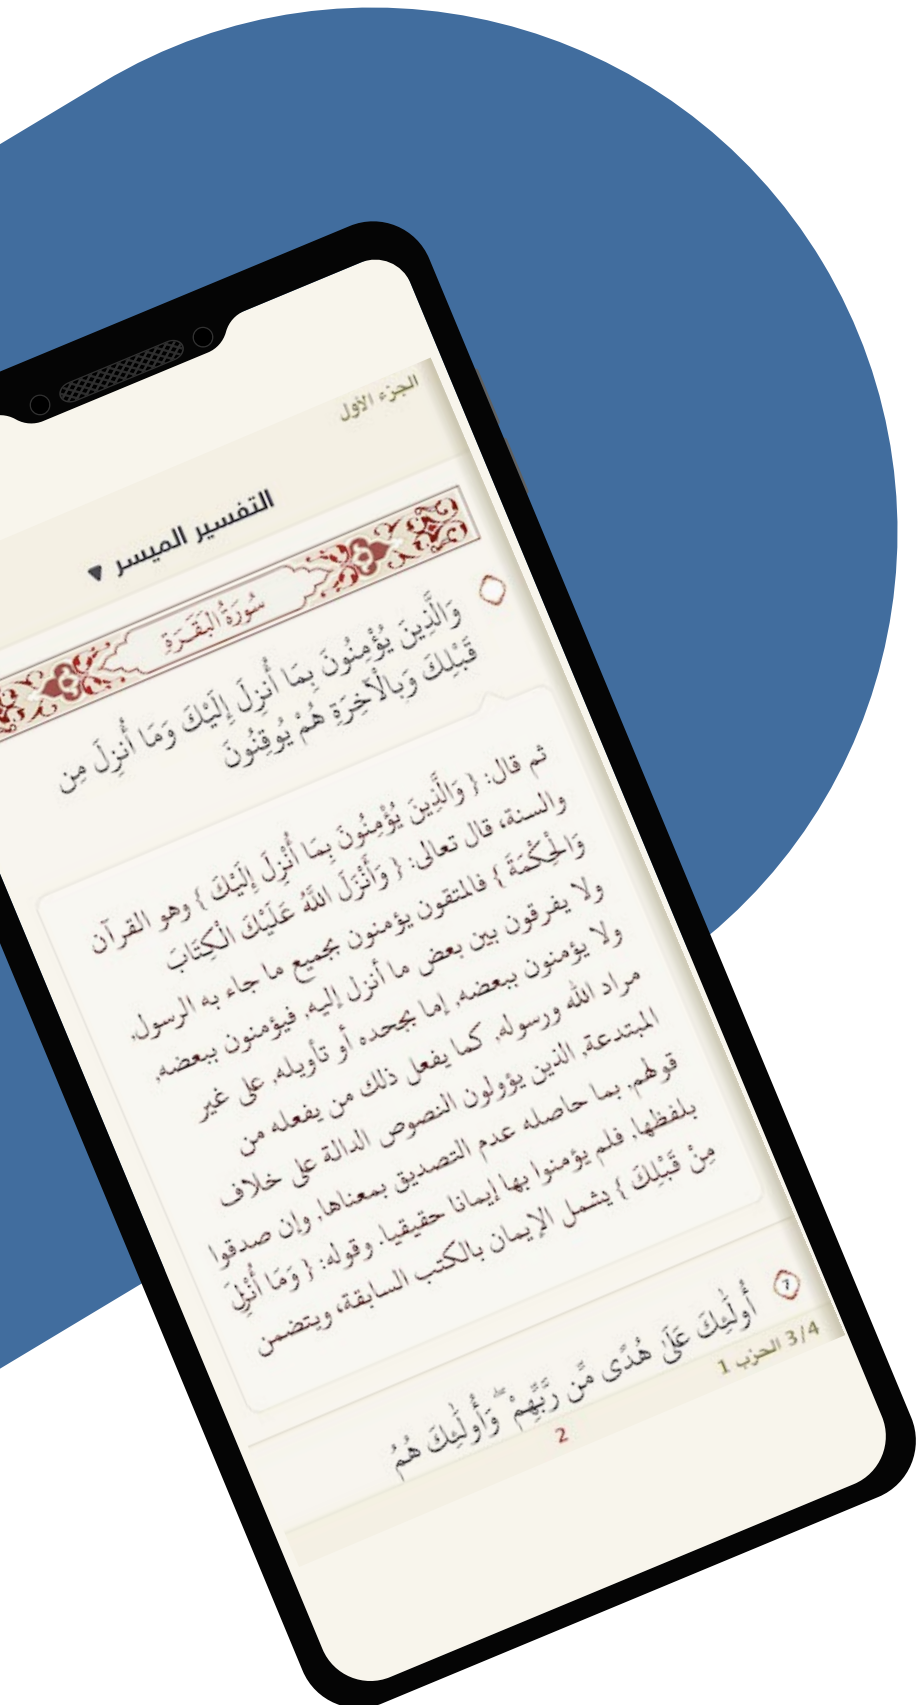 الجزء الأول
التفسير الميسر ▼
سُورَةُ البَقَرَةِ
وَالَّذِينَ يُؤْمِنُونَ بِمَا أُنزِلَ إِلَيْكَ وَمَا أُنزِلَ مِن
قَبْلِكَ وَبِالْآخِرَةِ هُمْ يُوقِنُونَ
ثم قال: { وَالَّذِينَ يُؤْمِنُونَ بِمَا أُنْزِلَ إِلَيْكَ } وهو القرآن
والسنة، قال تعالى: { وَأَنْزَلَ اللَّهُ عَلَيْكَ الْكِتَابَ
وَالْحِكْمَةَ } فالمتقون يؤمنون بجميع ما جاء به الرسول,
ولا يفرقون بين بعض ما أنزل إليه, فيؤمنون ببعضه,
ولا يؤمنون ببعضه, إما بجحده أو تأويله, على غير
مراد الله ورسوله, كما يفعل ذلك من يفعله من
المبتدعة, الذين يؤولون النصوص الدالة على خلاف
قولهم, بما حاصله عدم التصديق بمعناها, وإن صدقوا
بلفظها, فلم يؤمنوا بها إيمانا حقيقيا. وقوله: { وَمَا أُنْزِلَ
مِنْ قَبْلِكَ } يشمل الإيمان بالكتب السابقة، ويتضمن
أُولَٰئِكَ عَلَىٰ هُدًى مِّن رَّبِّهِمْ ۖ وَأُولَٰئِكَ هُمُ
3/4 الحزب 1
2